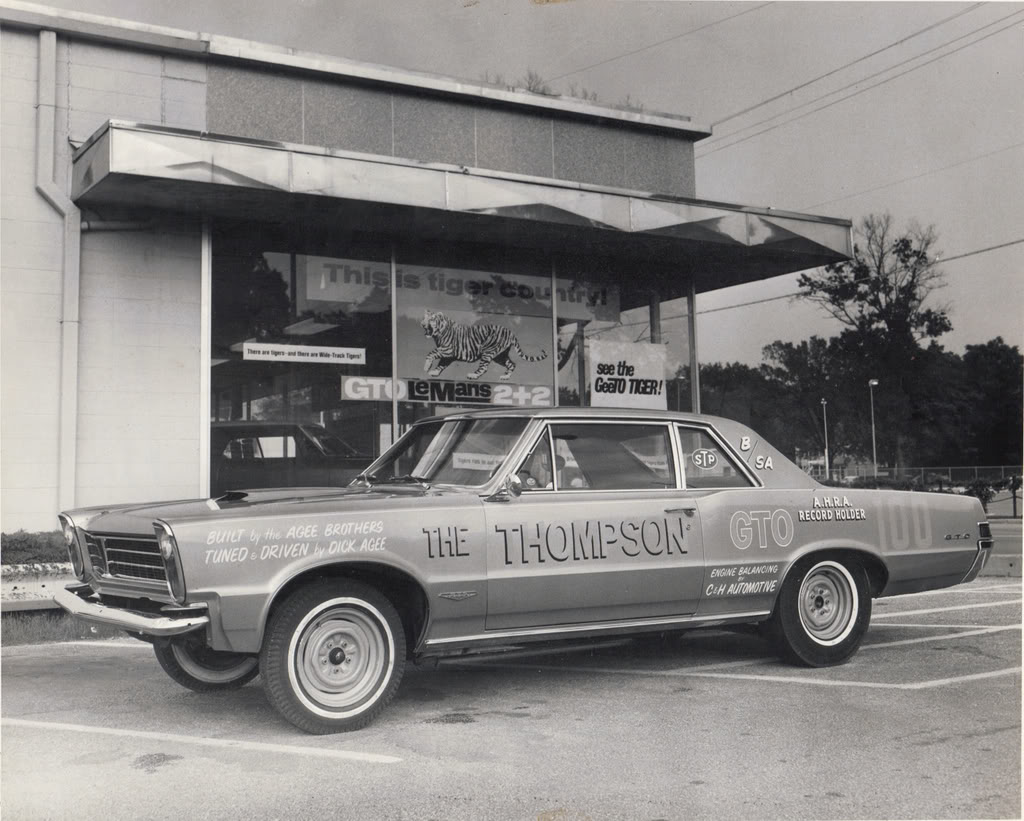 This is tiger country!
There are tigers-and there are Wide-Track Tigers!
GTO LeMans 2+2
see the
GeeTO TIGER!
B/SA
STP
A.H.R.A.
RECORD HOLDER
BUILT by the AGEE BROTHERS
TUNED & DRIVEN by DICK AGEE
THE THOMPSON
GTO
100
GTO
ENGINE BALANCING
BY
C&H AUTOMOTIVE